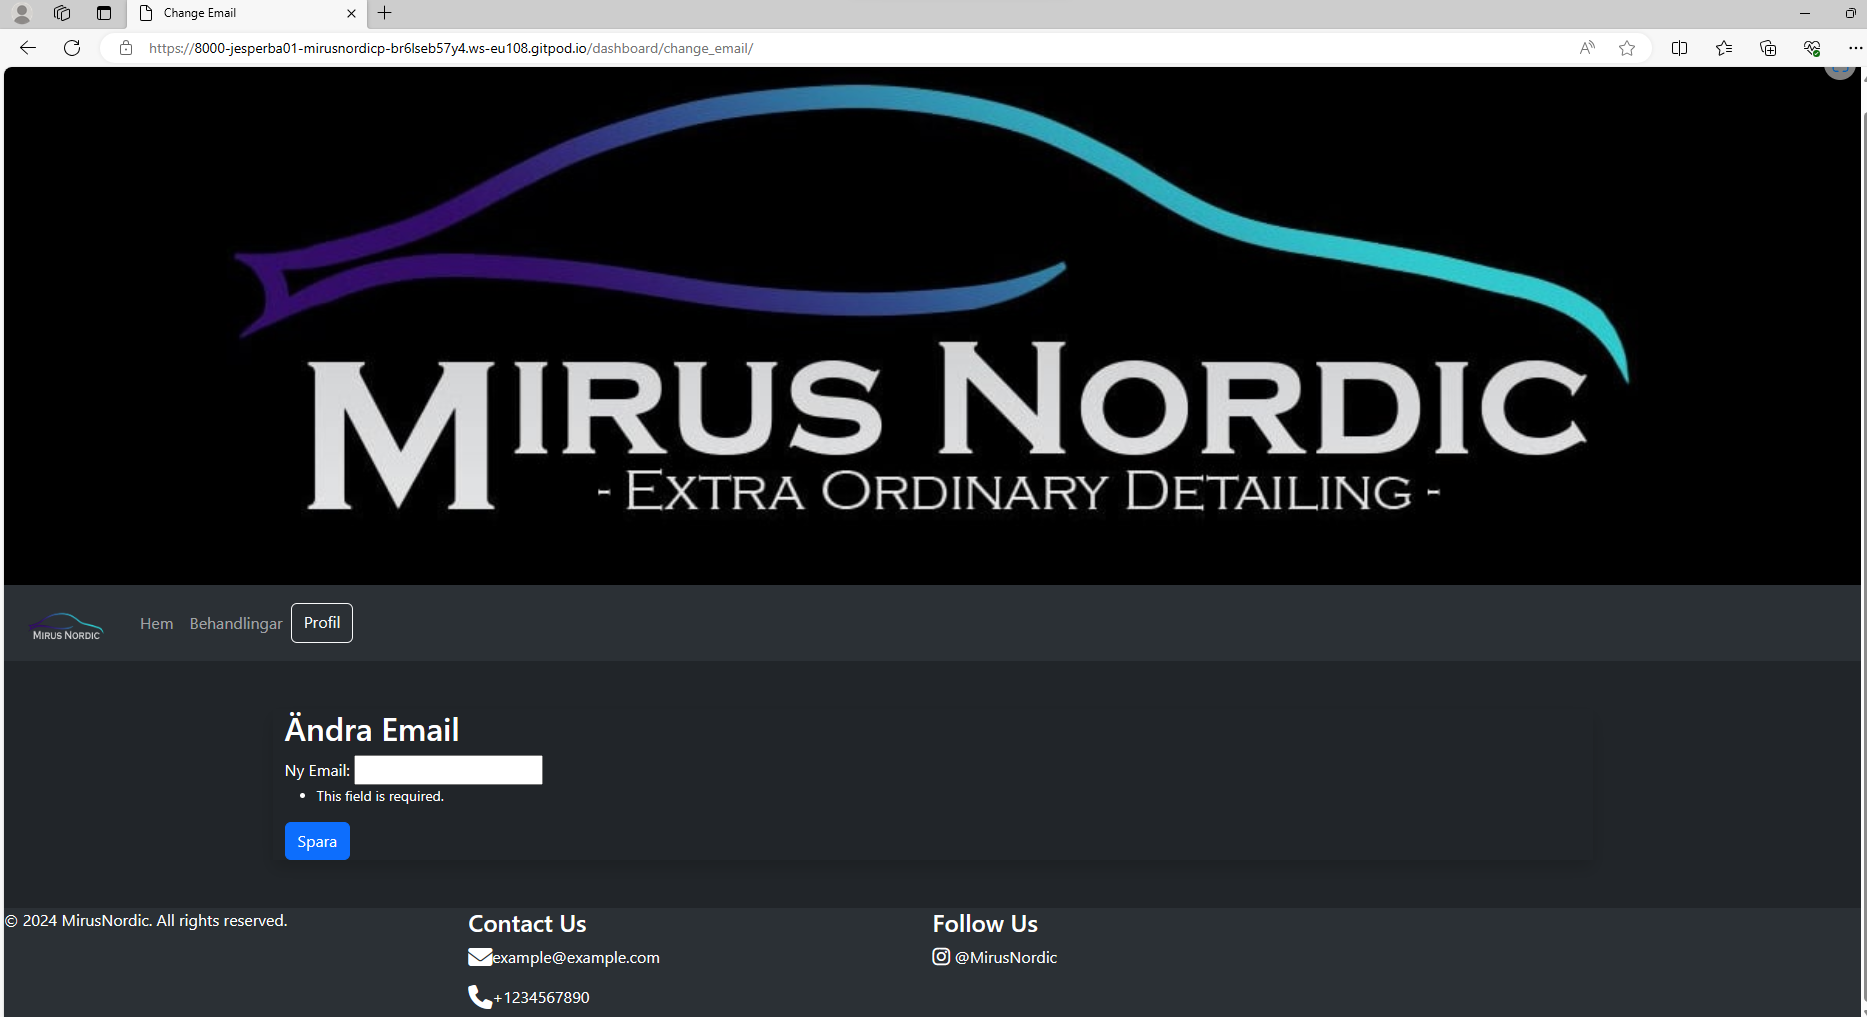 Change Email
https://8000-jesperba01-mirusnordicp-br6lseb57y4.ws-eu108.gitpod.io/dashboard/change_email/
MIRUS NORDIC
- EXTRA ORDINARY DETAILING -
MIRUS NORDIC
Hem
Behandlingar
Profil
Ändra Email
Ny Email:
• This field is required.
Spara
© 2024 MirusNordic. All rights reserved.
Contact Us
example@example.com
+1234567890
Follow Us
@MirusNordic